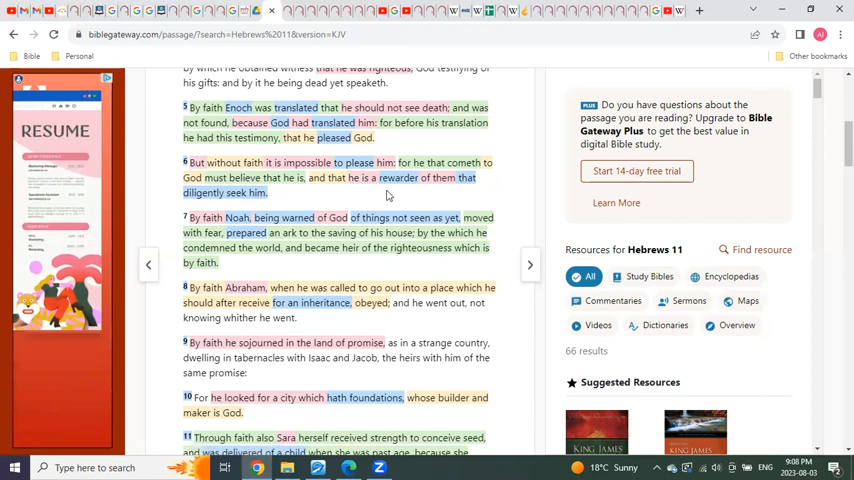 biblegateway.com/passage/?search=Hebrews%2011&version=KJV
AI
Bible
Personal
Other bookmarks
by which he obtained witness that he was righteous, God testifying of
his gifts: and by it he being dead yet speaketh.
5 By faith Enoch was translated that he should not see death; and was
not found, because God had translated him: for before his translation
he had this testimony, that he pleased God.
6 But without faith it is impossible to please him: for he that cometh to
God must believe that he is, and that he is a rewarder of them that
diligently seek him.
7 By faith Noah, being warned of God of things not seen as yet, moved
with fear, prepared an ark to the saving of his house; by the which he
condemned the world, and became heir of the righteousness which is
by faith.
8 By faith Abraham, when he was called to go out into a place which he
should after receive for an inheritance, obeyed; and he went out, not
knowing whither he went.
9 By faith he sojourned in the land of promise, as in a strange country,
dwelling in tabernacles with Isaac and Jacob, the heirs with him of the
same promise:
10 For he looked for a city which hath foundations, whose builder and
maker is God.
11 Through faith also Sara herself received strength to conceive seed,
and was delivered of a child when she was past age, because she
RESUME
PLUS Do you have questions about the
passage you are reading? Upgrade to Bible
Gateway Plus to get the best value in
digital Bible study.
Start 14-day free trial
Learn More
Resources for Hebrews 11
Find resource
All
Study Bibles
Encyclopedias
Commentaries
Sermons
Maps
Videos
Dictionaries
Overview
66 results
Suggested Resources
KING JAMES
KING JAMES
Type here to search
18°C Sunny
ENG
9:08 PM
2023-08-03
2